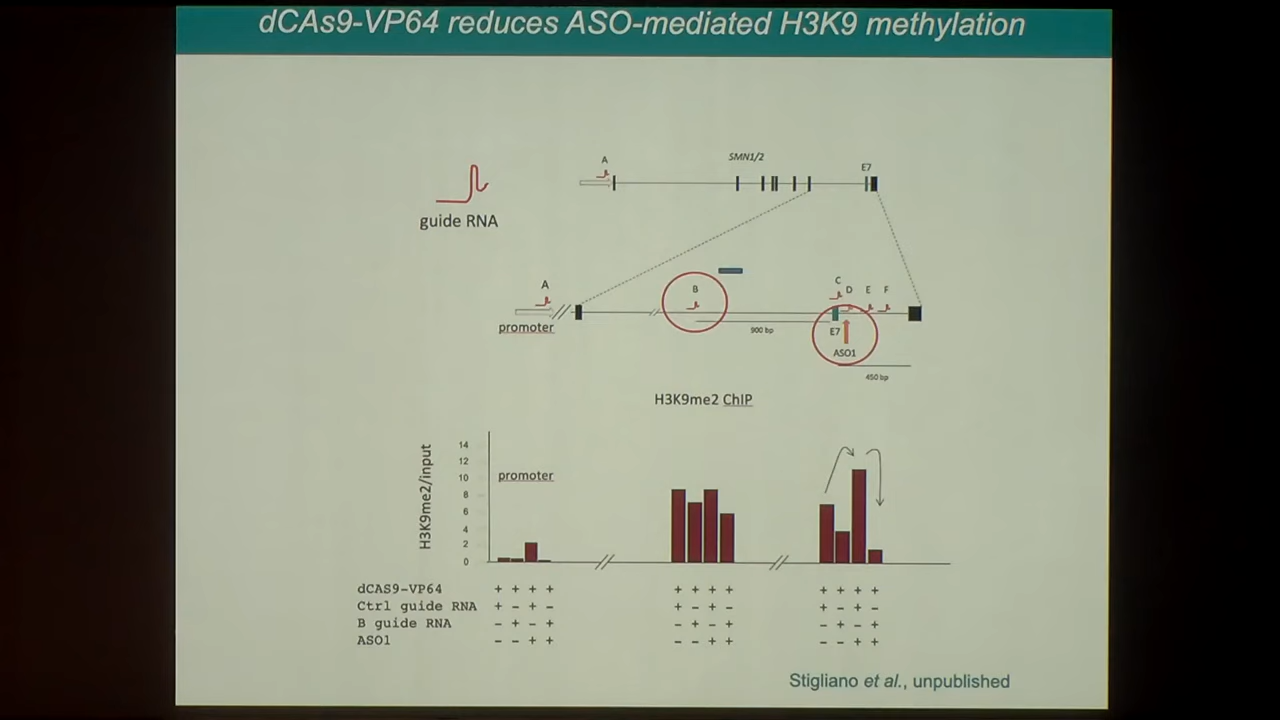 dCAs9-VP64 reduces ASO-mediated H3K9 methylation
SMN1/2
A
E7
guide RNA
A
B
C
D
E
F
promoter
900 bp
E7
ASO1
450 bp
H3K9me2 ChIP
H3K9me2/input
14
12
10
8
6
4
2
0
promoter
dCAS9-VP64 + + + + + + + + + + + +
Ctrl guide RNA + - + - + - + - + - + -
B guide RNA - + - + - + - + - + - +
ASO1 - - + + - - + + - - + +
Stigliano et al., unpublished